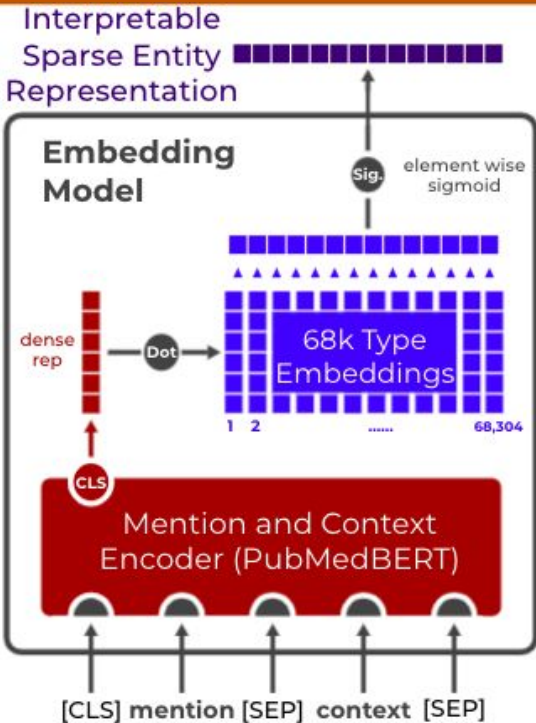 Interpretable
Sparse Entity
Representation
Embedding
Model
Sig.
element wise
sigmoid
dense
rep
Dot
68k Type
Embeddings
1 2 ...... 68,304
CLS
Mention and Context
Encoder (PubMedBERT)
[CLS] mention [SEP] context [SEP]